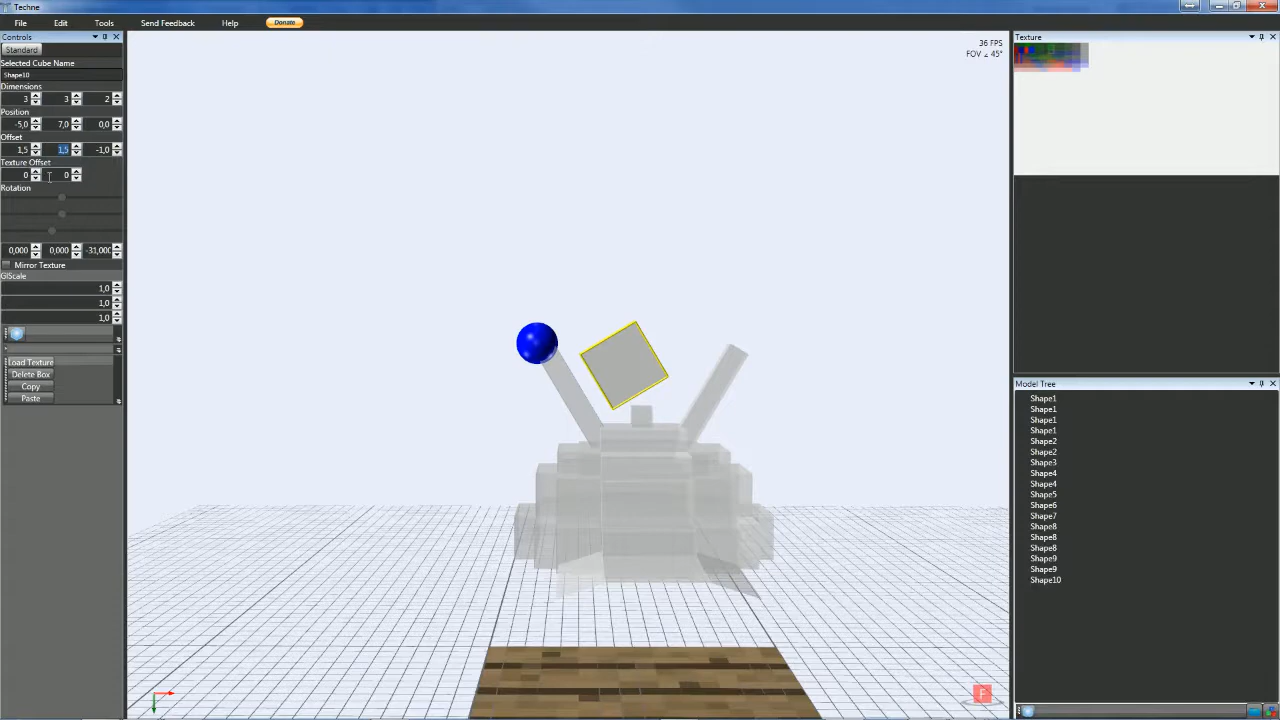 Techne
File Edit Tools Send Feedback Help Donate
Controls
Standard
Selected Cube Name
Shape10
Dimensions
3 3 2
Position
-5,0 7,0 0,0
Offset
1,5 1,5 -1,0
Texture Offset
0 0
Rotation
0,000 0,000 -31,000
Mirror Texture
GlScale
1,0
1,0
1,0
Load Texture
Delete Box
Copy
Paste
36 FPS
FOV ∠ 45°
F
Texture
Model Tree
Shape1
Shape1
Shape1
Shape1
Shape2
Shape2
Shape3
Shape4
Shape4
Shape5
Shape6
Shape7
Shape8
Shape8
Shape8
Shape9
Shape9
Shape10